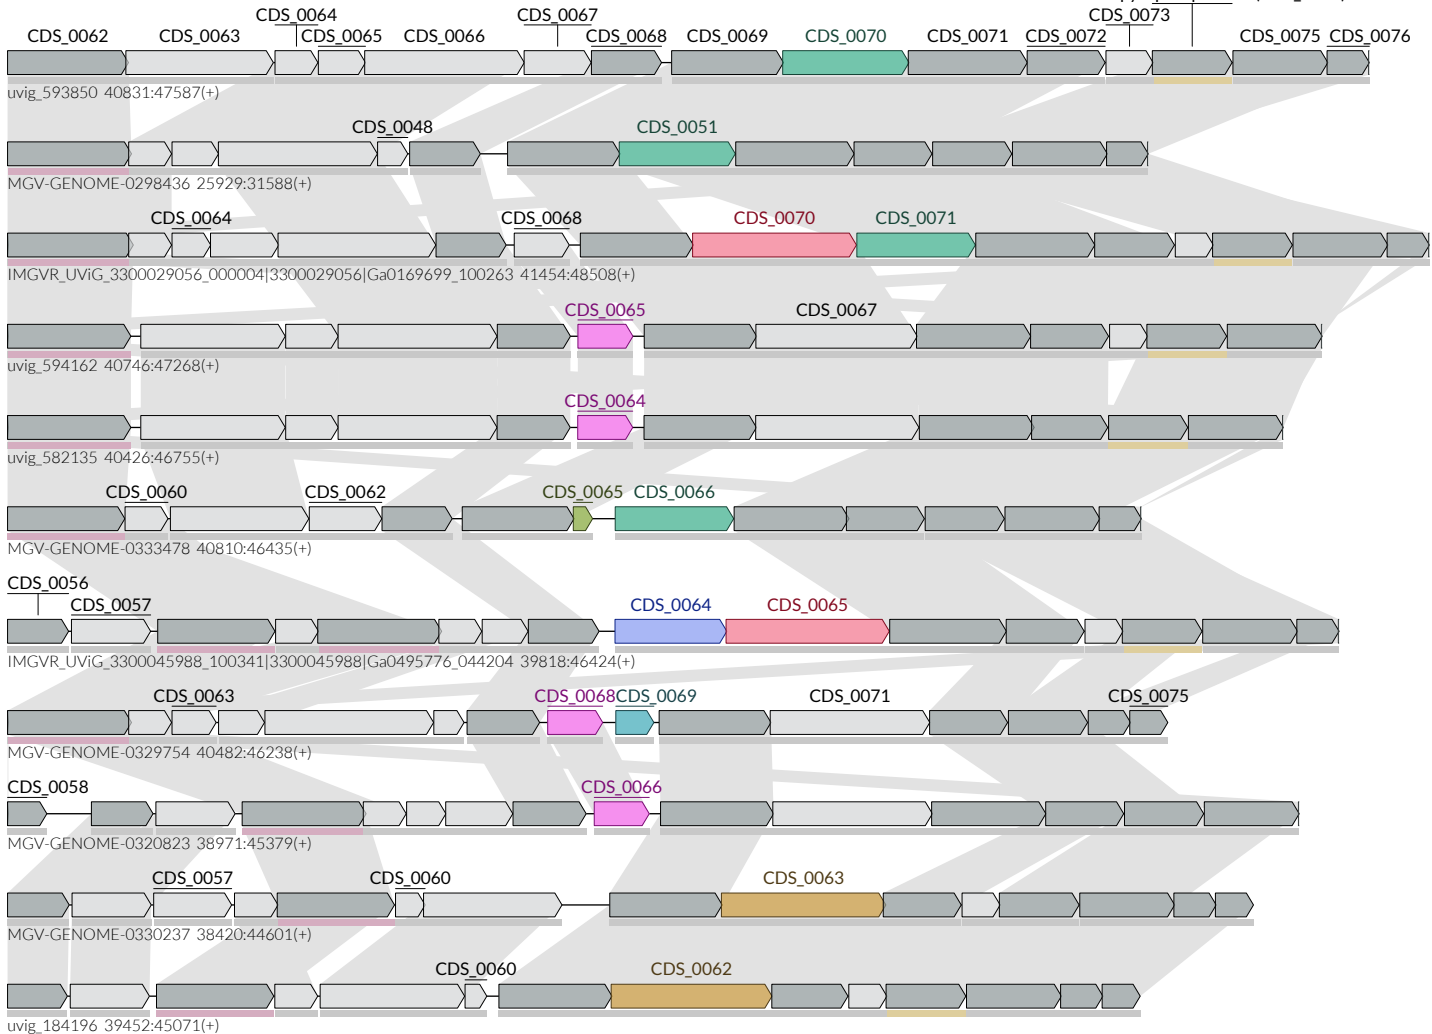 CDS_0064 CDS_0067 CDS_0073
CDS_0062 CDS_0063 CDS_0065 CDS_0066 CDS_0068 CDS_0069 CDS_0070 CDS_0071 CDS_0072 CDS_0075 CDS_0076
uvig_593850 40831:47587(+)
CDS_0048 CDS_0051
MGV-GENOME-0298436 25929:31588(+)
CDS_0064 CDS_0068 CDS_0070 CDS_0071
IMGVR_UViG_3300029056_000004|3300029056|Ga0169699_100263 41454:48508(+)
CDS_0065 CDS_0067
uvig_594162 40746:47268(+)
CDS_0064
uvig_582135 40426:46755(+)
CDS_0060 CDS_0062 CDS_0065 CDS_0066
MGV-GENOME-0333478 40810:46435(+)
CDS_0056
CDS_0057 CDS_0064 CDS_0065
IMGVR_UViG_3300045988_100341|3300045988|Ga0495776_044204 39818:46424(+)
CDS_0063 CDS_0068 CDS_0069 CDS_0071 CDS_0075
MGV-GENOME-0329754 40482:46238(+)
CDS_0058 CDS_0066
MGV-GENOME-0320823 38971:45379(+)
CDS_0057 CDS_0060 CDS_0063
MGV-GENOME-0330237 38420:44601(+)
CDS_0060 CDS_0062
uvig_184196 39452:45071(+)